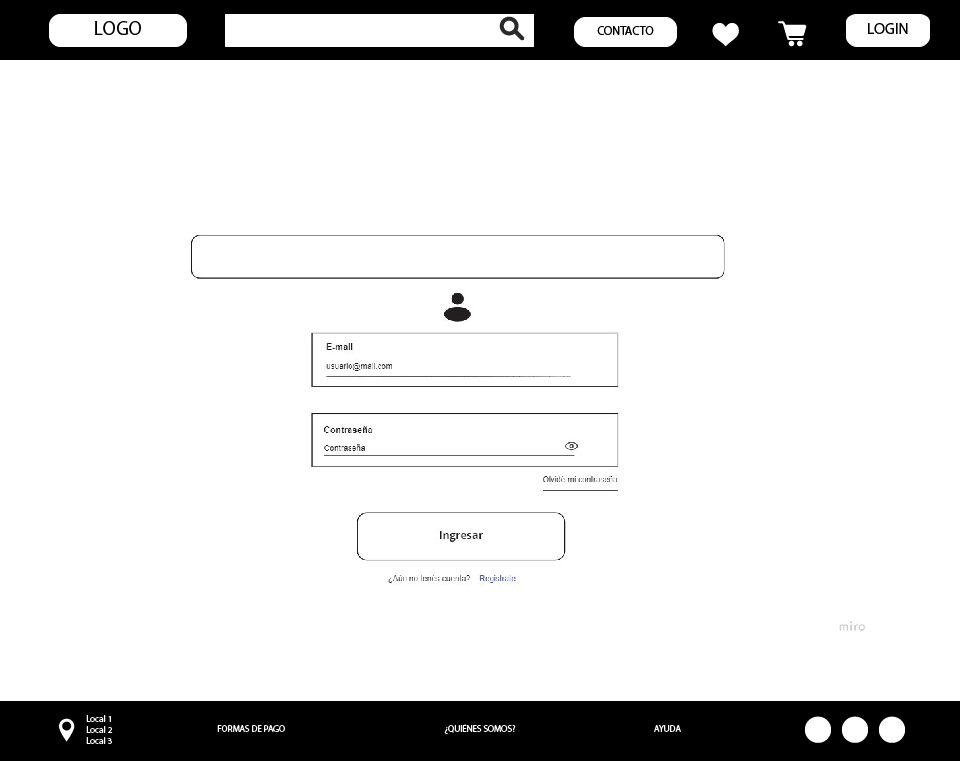 LOGO
CONTACTO
LOGIN
E-mail
usuario@mail.com
Contraseña
Contraseña
Olvidé mi contraseña
Ingresar
¿Aún no tenés cuenta? Registrate
miro
Local 1
Local 2
Local 3
FORMAS DE PAGO
¿QUIÉNES SOMOS?
AYUDA